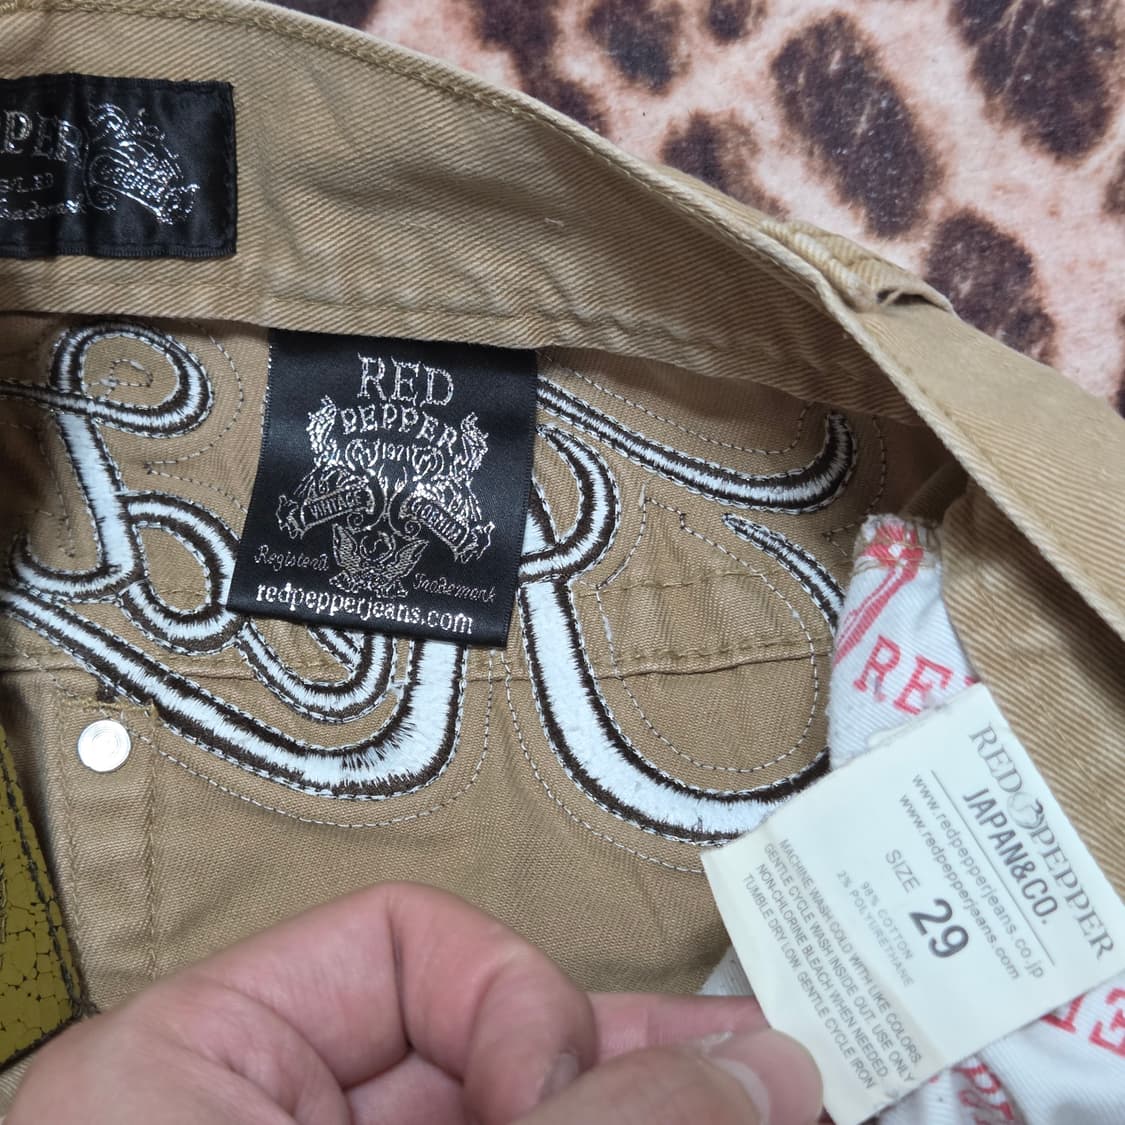 PEPPER
RED
PEPPER
1971
VINTAGE
Registered Trademark
redpepperjeans.com
RE
RED PEPPER
JAPAN&CO.
www.redpepperjeans.co.jp
www.redpepperjeans.com
SIZE 29
98% COTTON
2% POLYURETHANE
MACHINE WASH COLD WITH LIKE COLORS,
GENTLE CYCLE WASH INSIDE OUT. USE ONLY
NON-CHLORINE BLEACH WHEN NEEDED.
TUMBLE DRY LOW, GENTLE CYCLE IRON